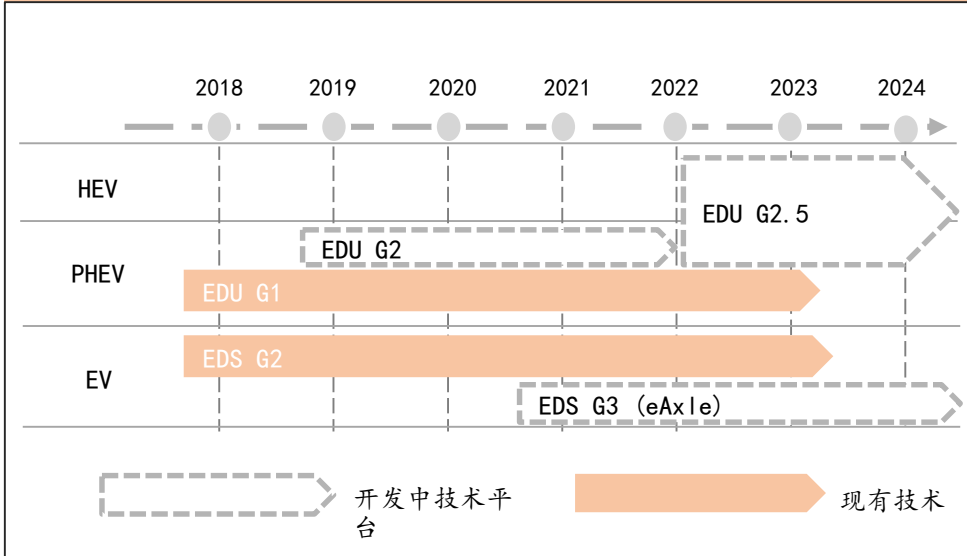 2018 2019 2020 2021 2022 2023 2024
HEV
EDU G2.5
EDU G2
PHEV
EDU G1
EDS G2
EV
EDS G3 (eAxle)
开发中技术平
台
现有技术